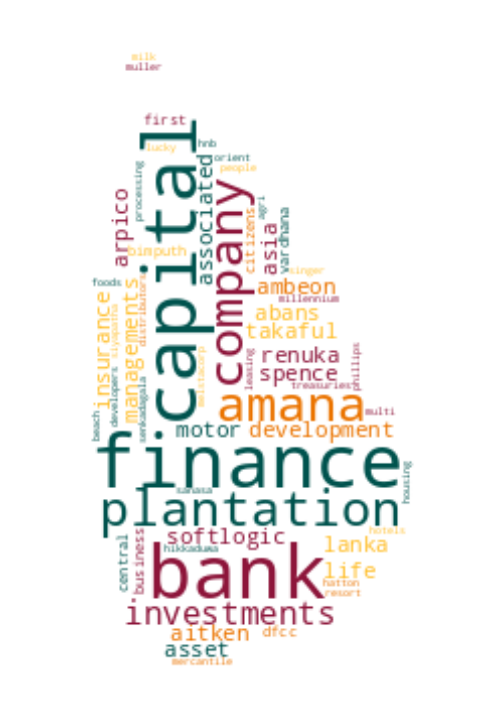 milk
muller
first
capital
lucky
hnb
orient
people
associated
processing
company
arpico
bimputh
citizens
agri
asia
vardhana
singer
foods
insurance
siyapatha
managements
distributors
ambeon
millennium
abans
takaful
renuka
phillips
spence
leasing
treasuries
meistacorp
developers
senkadagala
beach
amana
multi
motor
development
finance
housing
sanasa
plantation
softlogic
hotels
hikkaduwa
lanka
central
business
bank
life
hatton
resort
investments
aitken
dfcc
asset
mercantile